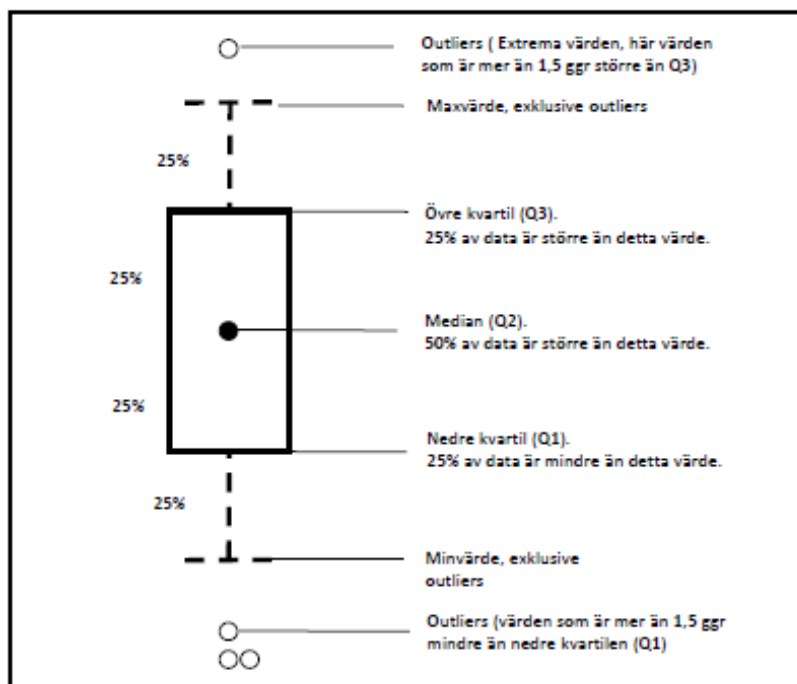 Outliers ( Extrema värden, här värden
som är mer än 1,5 ggr större än Q3)
Maxvärde, exklusive outliers
25%
Övre kvartil (Q3).
25% av data är större än detta värde.
25%
Median (Q2).
50% av data är större än detta värde.
25%
Nedre kvartil (Q1).
25% av data är mindre än detta värde.
25%
Minvärde, exklusive
outliers
Outliers (värden som är mer än 1,5 ggr
mindre än nedre kvartilen (Q1)